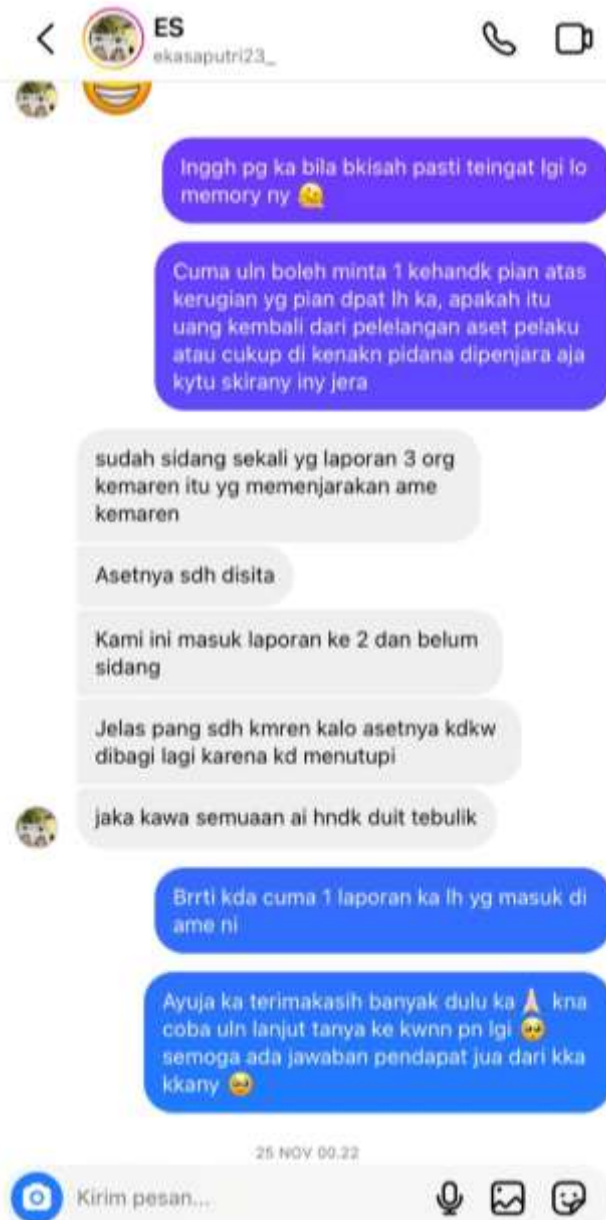 ES
ekasaputri23_
Inggh pg ka bila bkisah pasti teingat lgi lo
memory ny 🫠
Cuma uln boleh minta 1 kehandk pian atas
kerugian yg pian dpat lh ka, apakah itu
uang kembali dari pelelangan aset pelaku
atau cukup di kenakn pidana dipenjara aja
kytu skirany iny jera
sudah sidang sekali yg laporan 3 org
kemaren itu yg memenjarakan ame
kemaren
Asetnya sdh disita
Kami ini masuk laporan ke 2 dan belum
sidang
Jelas pang sdh kmren kalo asetnya kdkw
dibagi lagi karena kd menutupi
jaka kawa semuaan ai hndk duit tebulik
Brrti kda cuma 1 laporan ka lh yg masuk di
ame ni
Ayuja ka terimakasih banyak dulu ka 🙏🏻 kna
coba uln lanjut tanya ke kwnn pn lgi 🥹
semoga ada jawaban pendapat jua dari kka
kkany 🥹
25 NOV 00.22
Kirim pesan...